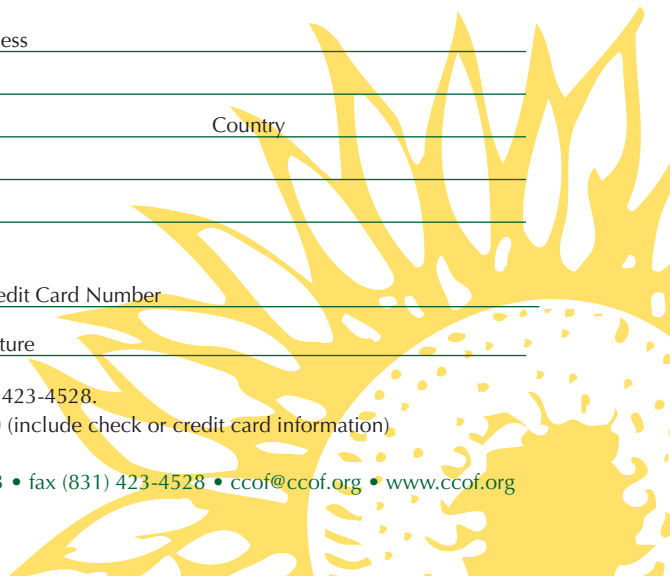 ess
Country
edit Card Number
ture
423-4528.
(include check or credit card information)
• fax (831) 423-4528 • ccof@ccof.org • www.ccof.org